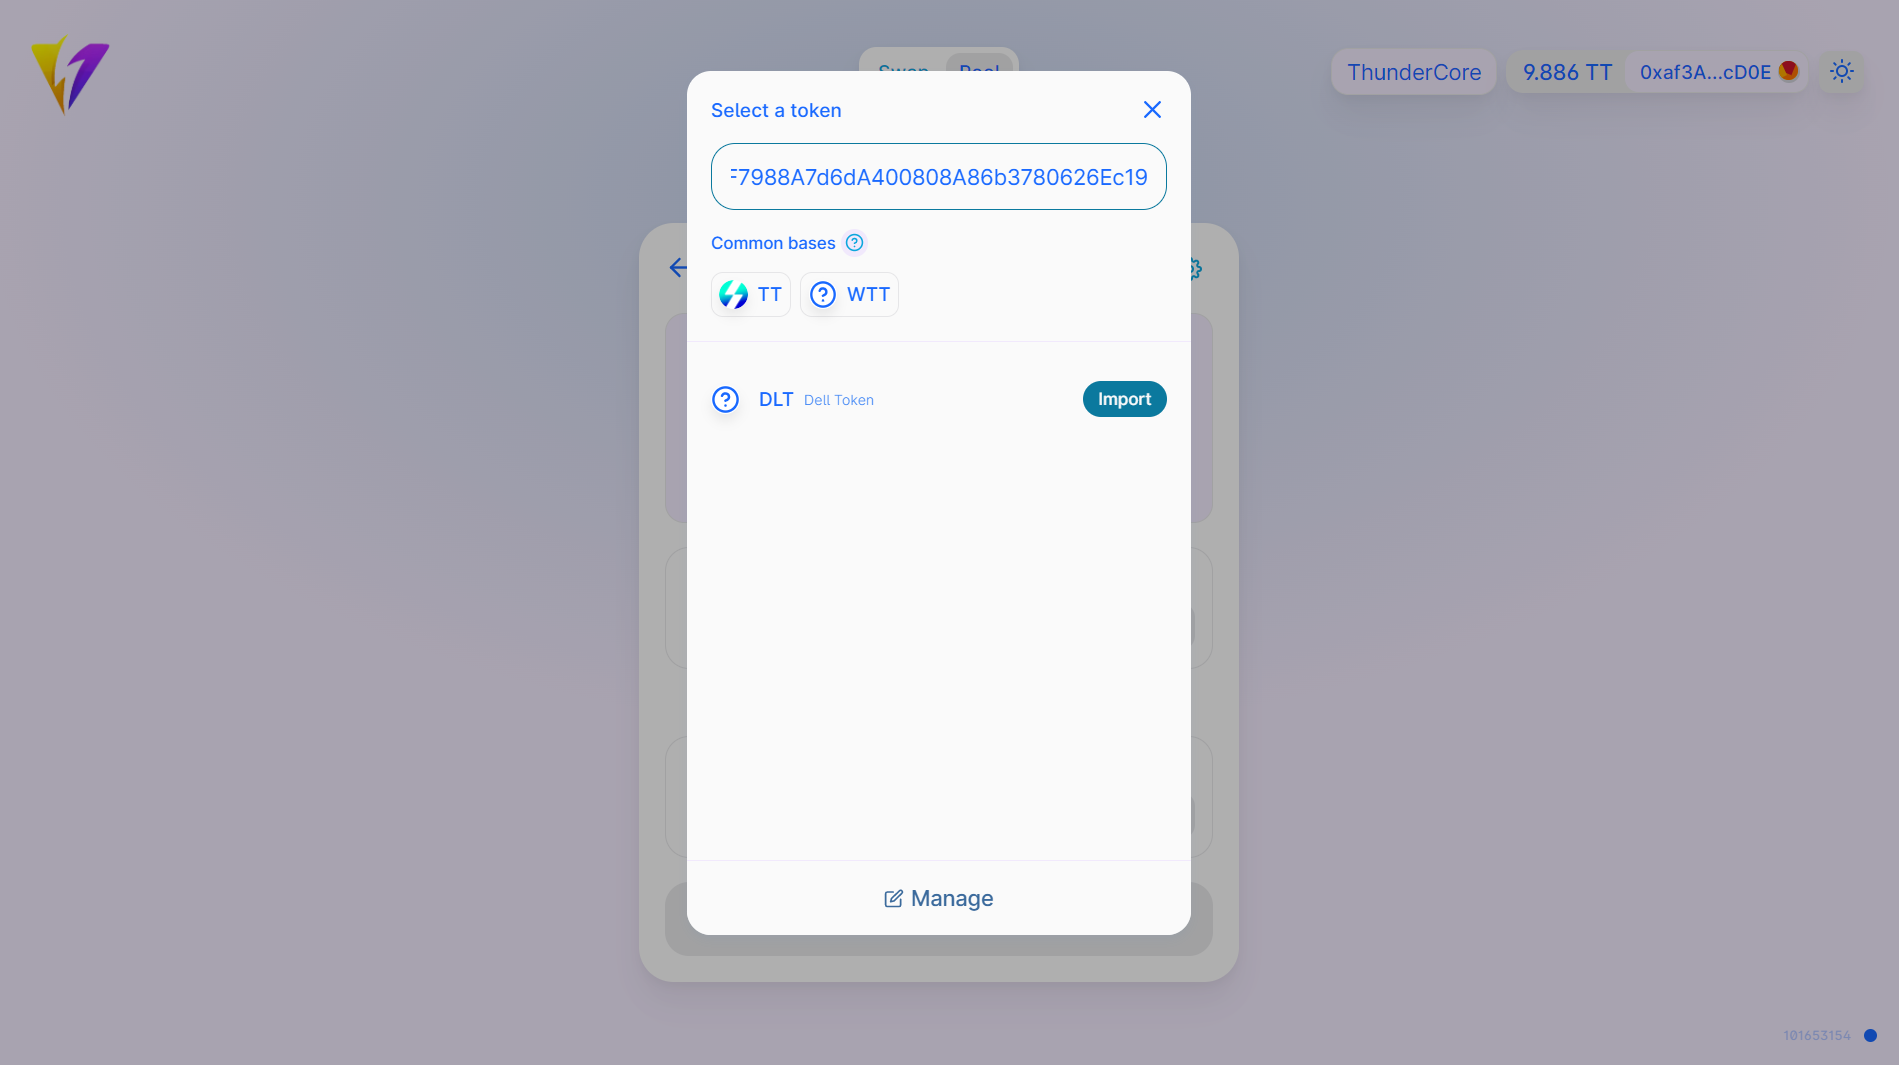 Swap Pool
ThunderCore
9.886 TT
0xaf3A...cD0E
Select a token
7988A7d6dA400808A86b3780626Ec19
Common bases
TT
WTT
DLT Dell Token
Import
Manage
101653154